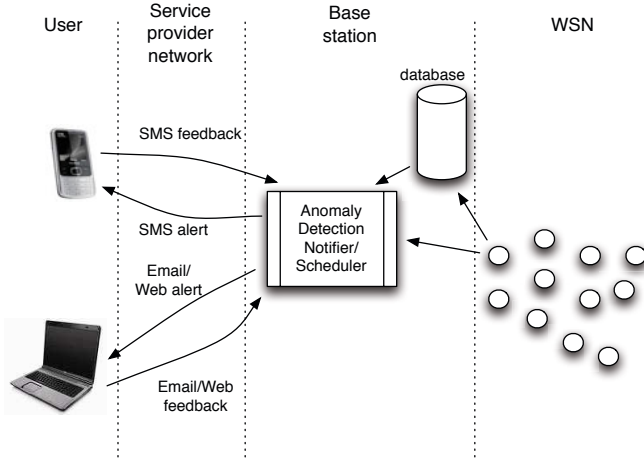 User
Service
provider
network
Base
station
WSN
database
SMS feedback
Anomaly
Detection
Notifier/
Scheduler
SMS alert
Email/
Web alert
Email/Web
feedback